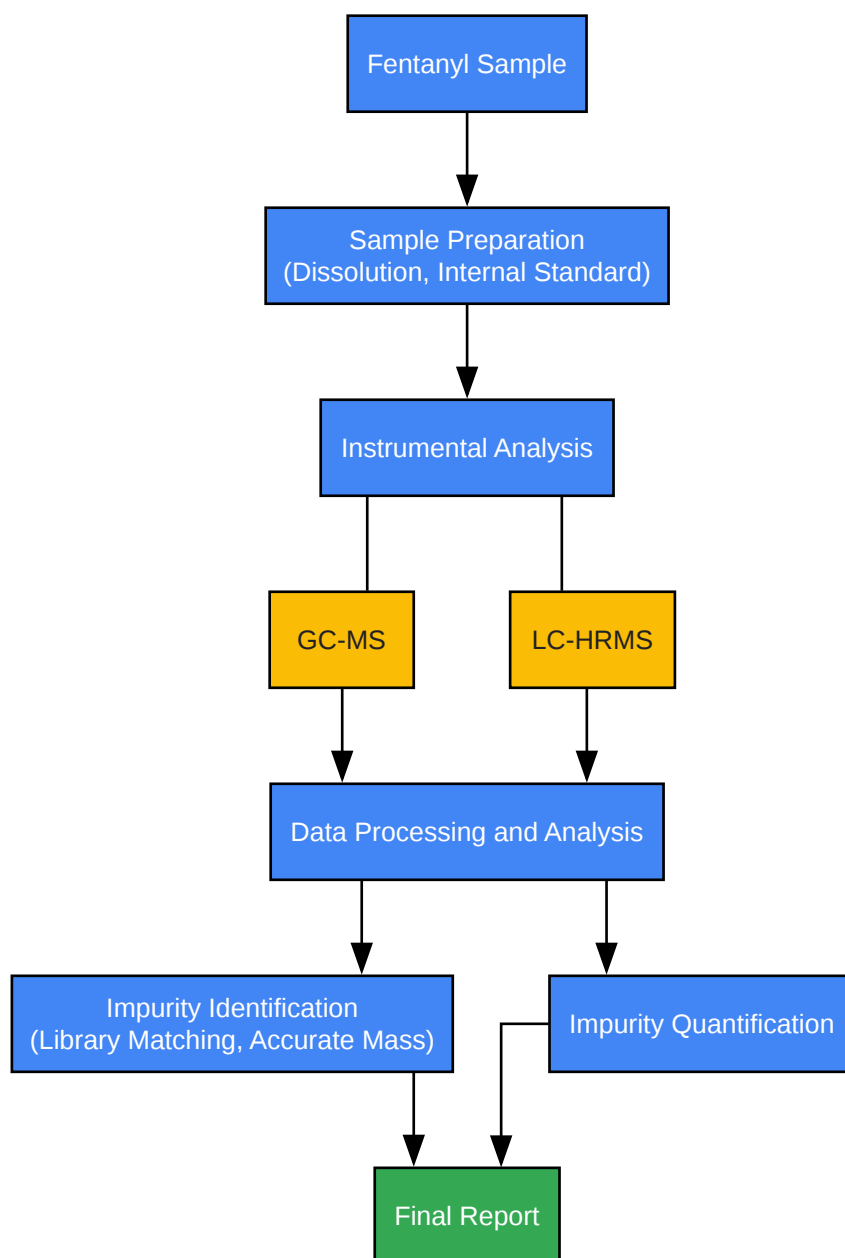 Fentanyl Sample
Sample Preparation
(Dissolution, Internal Standard)
Instrumental Analysis
GC-MS
LC-HRMS
Data Processing and Analysis
Impurity Identification
(Library Matching, Accurate Mass)
Impurity Quantification
Final Report